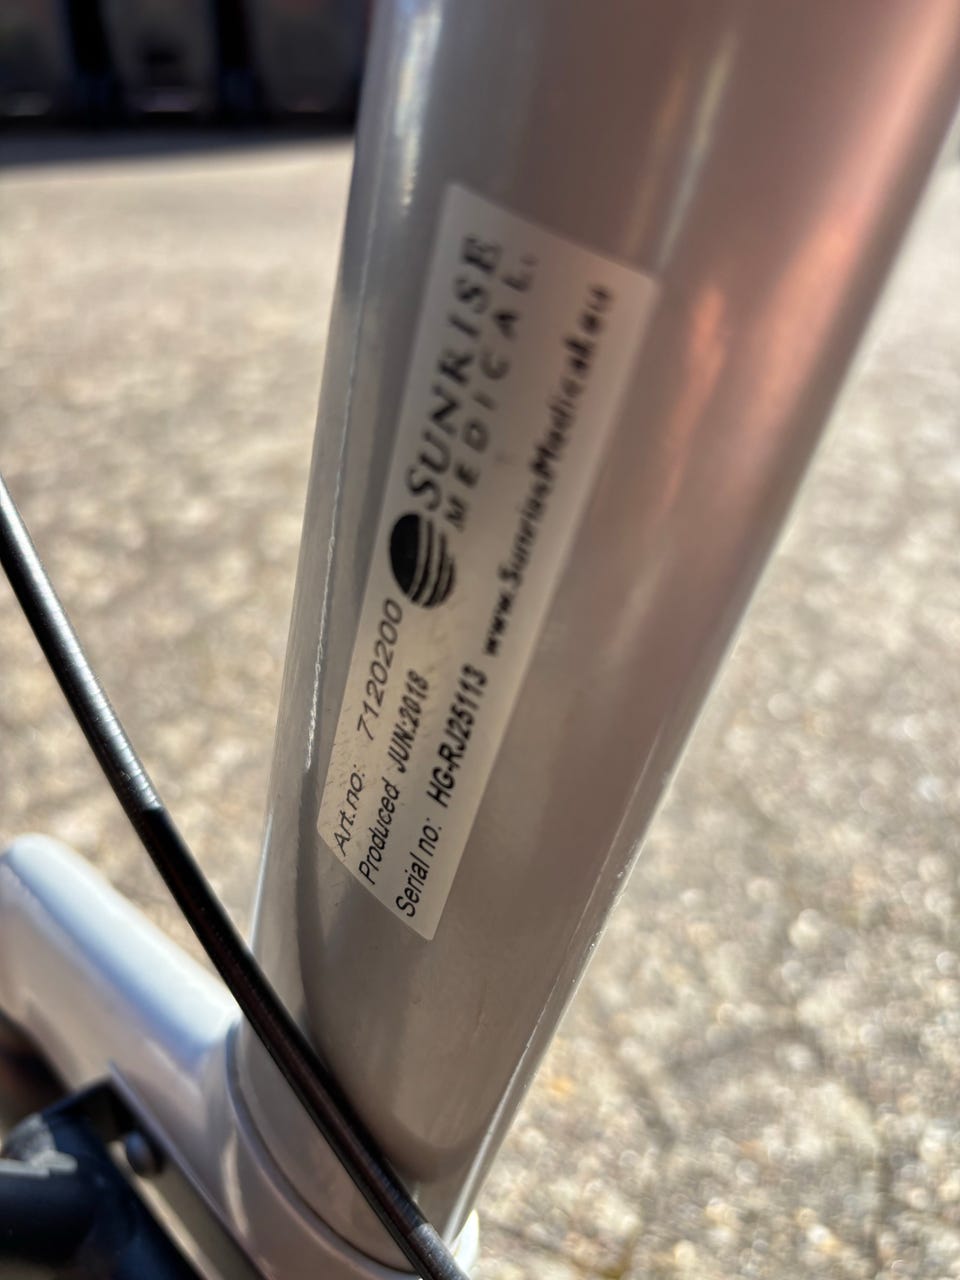 SUNRISE
MEDICAL
Art.no: 7120200
Produced JUN.2018
Serial no: HG-RJ25113
www.SunriseMedical.eu